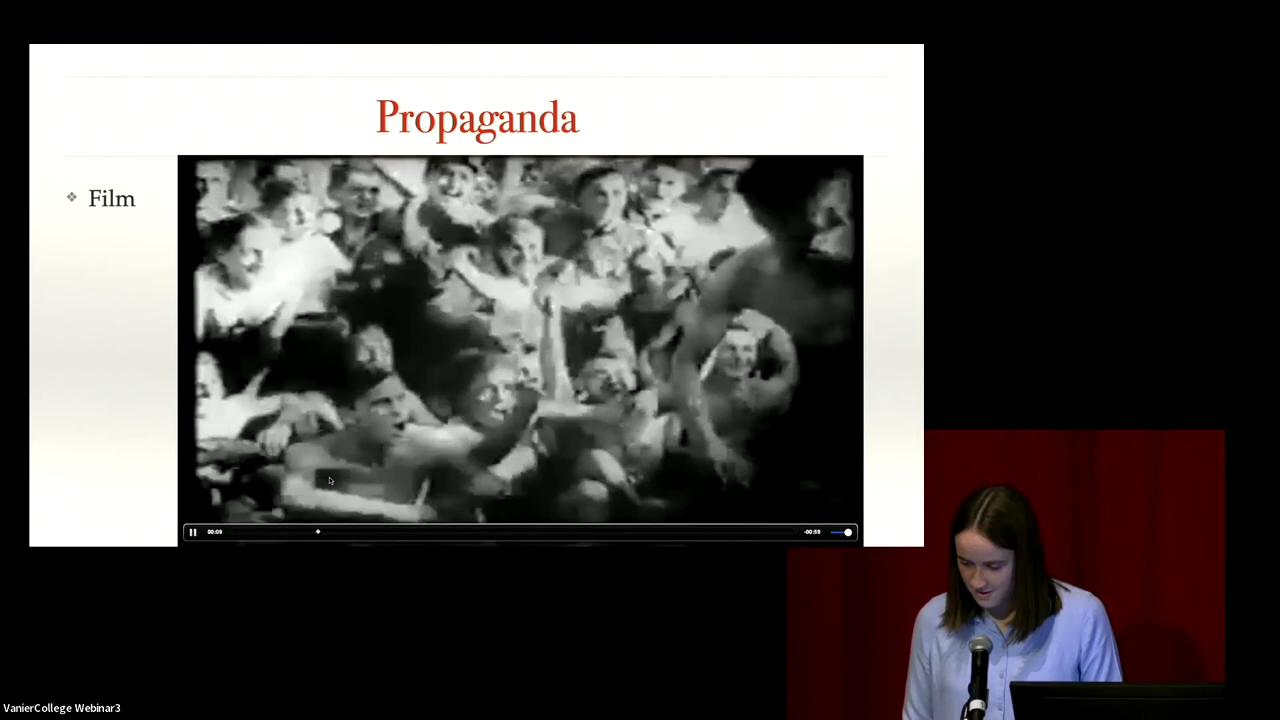 Propaganda
❖ Film
00:09
-00:59
VanierCollege Webinar3